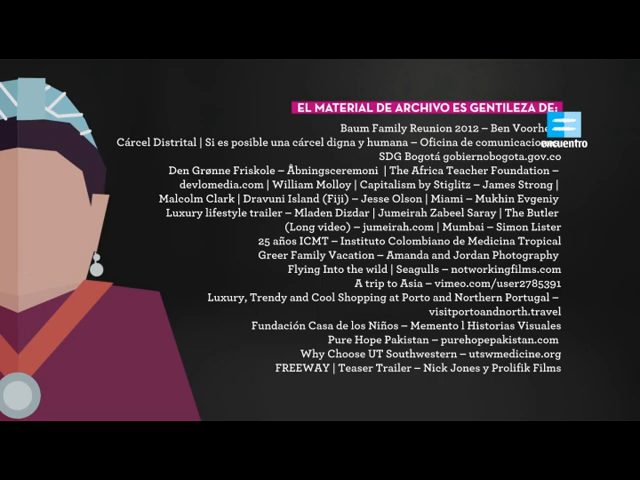 EL MATERIAL DE ARCHIVO ES GENTILEZA DE:
Baum Family Reunion 2012 – Ben
Cárcel Distrital | Si es posible una cárcel digna y humana – Oficina de
SDG Bogotá gobiernobogota.gov.co
Den Grønne Friskole – Åbningsceremoni | The Africa Teacher Foundation –
devlomedia.com | William Molloy | Capitalism by Stiglitz – James Strong |
Malcolm Clark | Dravuni Island (Fiji) – Jesse Olson | Miami – Mukhin Evgeniy
Luxury lifestyle trailer – Mladen Dizdar | Jumeirah Zabeel Saray | The Butler
(Long video) – jumeirah.com | Mumbai – Simon Lister
25 años ICMT – Instituto Colombiano de Medicina Tropical
Greer Family Vacation – Amanda and Jordan Photography
Flying Into the wild | Seagulls – notworkingfilms.com
A trip to Asia – vimeo.com/user2785391
Luxury, Trendy and Cool Shopping at Porto and Northern Portugal –
visitportoandnorth.travel
Fundación Casa de los Niños – Memento l Historias Visuales
Pure Hope Pakistan – purehopepakistan.com
Why Choose UT Southwestern – utswmedicine.org
FREEWAY | Teaser Trailer – Nick Jones y Prolifik Films
encuentro